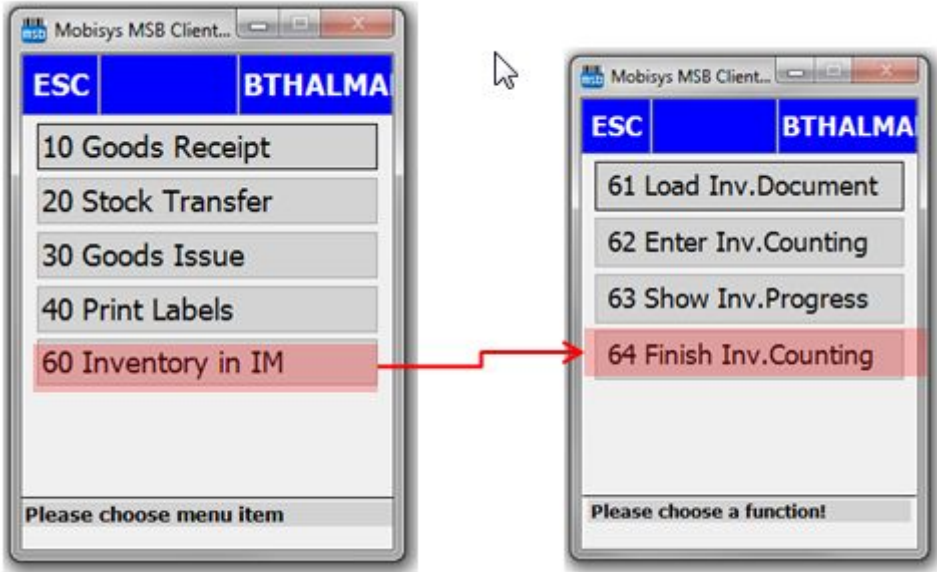 Mobisys MSB Client...
ESC BTHALMA
10 Goods Receipt
20 Stock Transfer
30 Goods Issue
40 Print Labels
60 Inventory in IM
Please choose menu item
Mobisys MSB Client...
ESC BTHALMA
61 Load Inv.Document
62 Enter Inv.Counting
63 Show Inv.Progress
64 Finish Inv.Counting
Please choose a function!